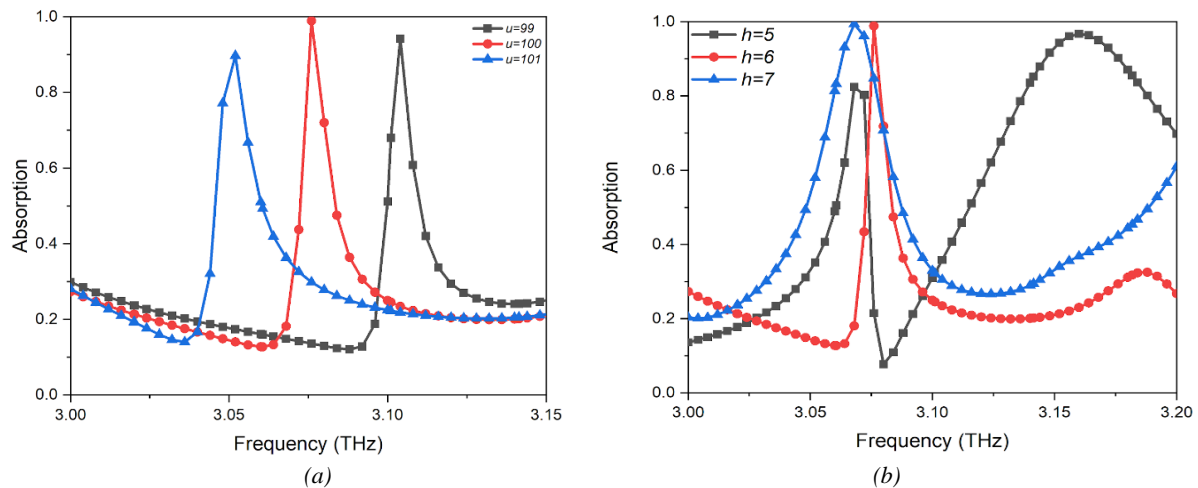 1.0
0.8
0.6
0.4
0.2
0.0
Absorption
3.00
3.05
3.10
3.15
Frequency (THz)
u=99
u=100
u=101
(a)
1.0
0.8
0.6
0.4
0.2
0.0
Absorption
3.00
3.05
3.10
3.15
3.20
Frequency (THz)
h=5
h=6
h=7
(b)